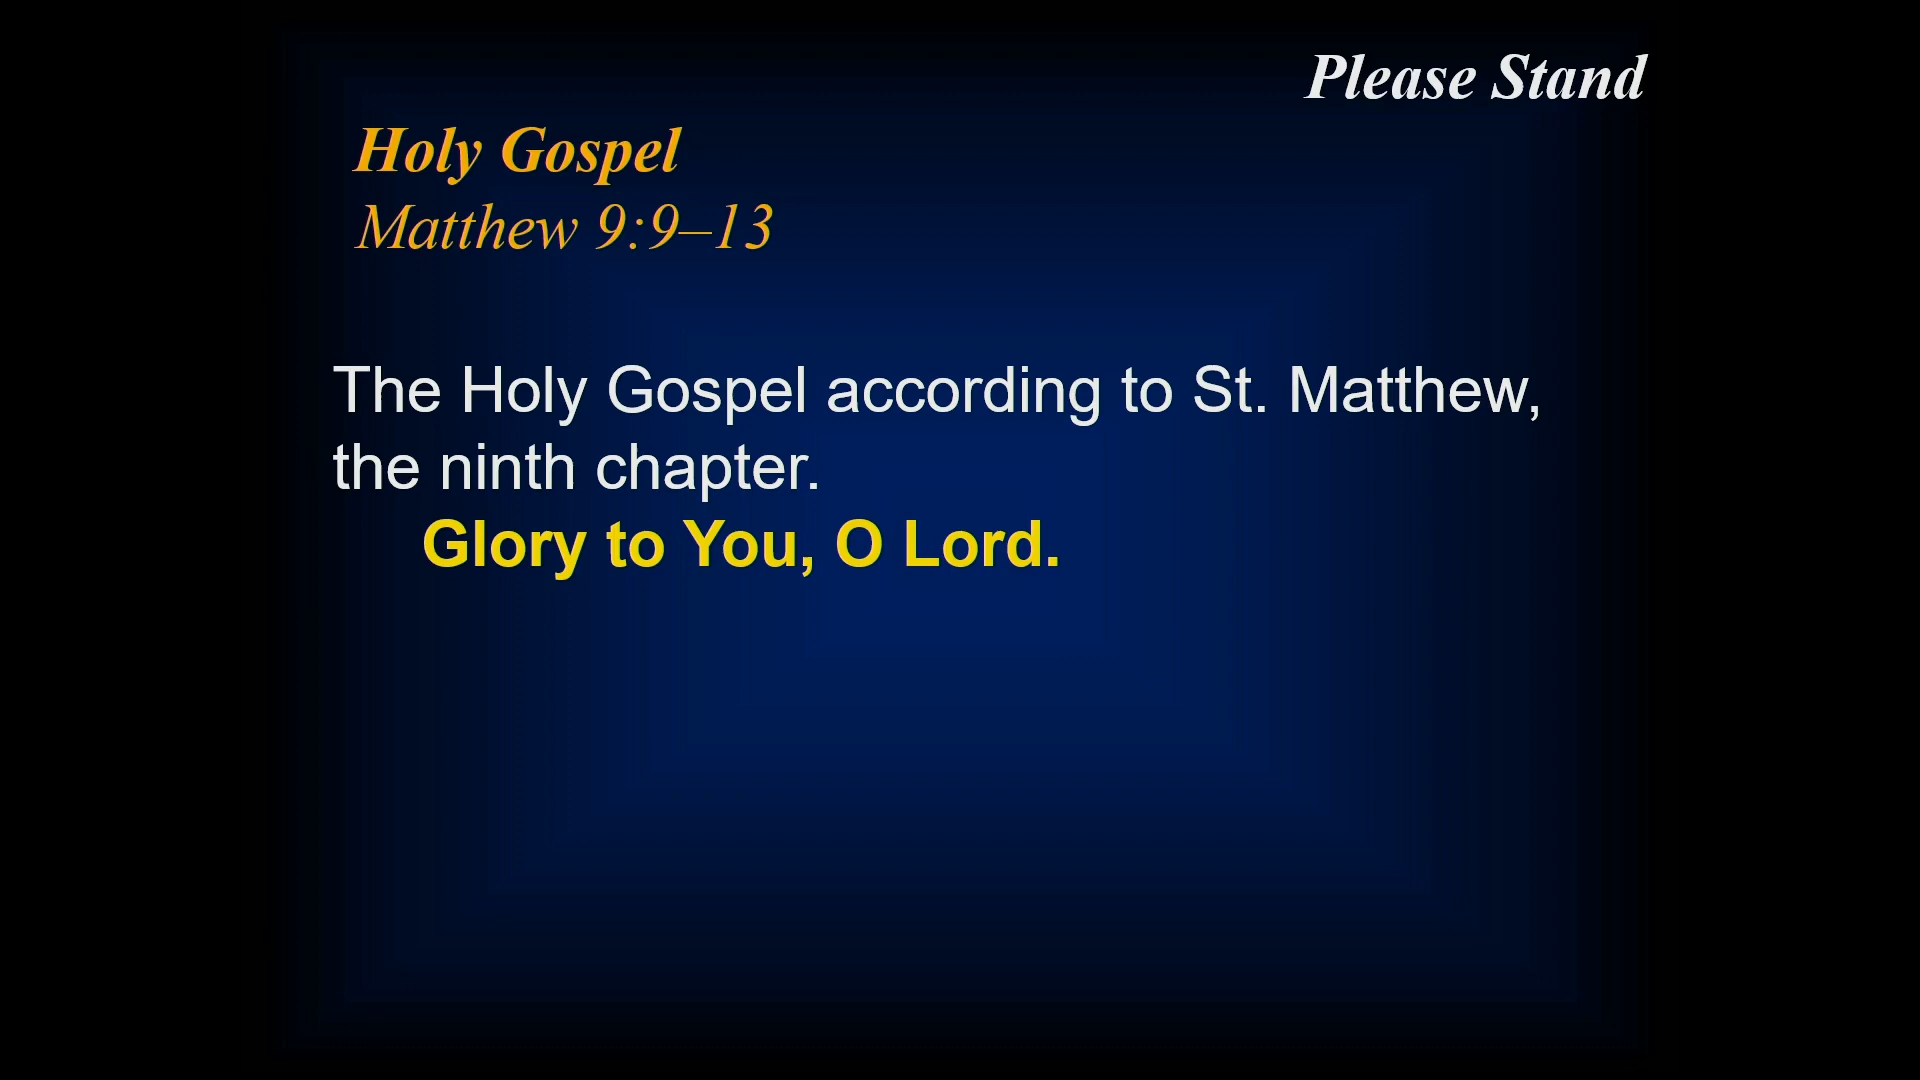 Please Stand
Holy Gospel
Matthew 9:9–13
The Holy Gospel according to St. Matthew,
the ninth chapter.
Glory to You, O Lord.